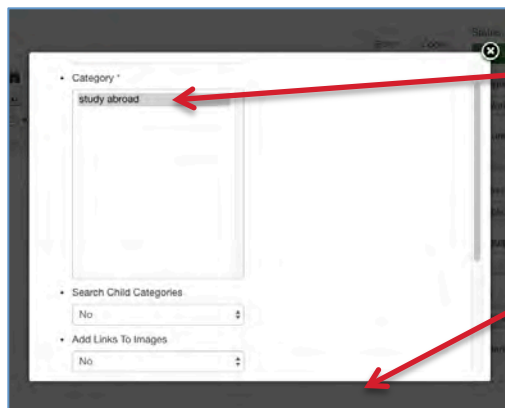 Category *
study abroad
Search Child Categories
No
Add Links To Images
No